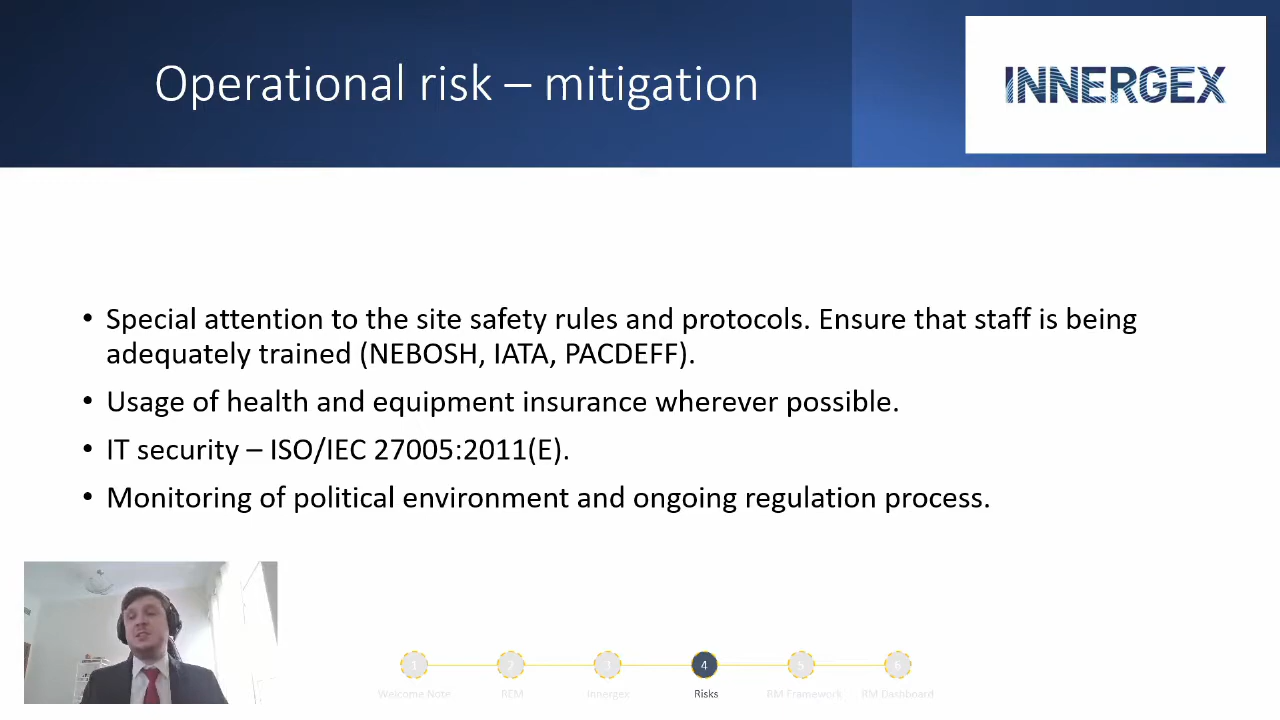 Operational risk – mitigation
INNERGEX
• Special attention to the site safety rules and protocols. Ensure that staff is being
adequately trained (NEBOSH, IATA, PACDEFF).
• Usage of health and equipment insurance wherever possible.
• IT security – ISO/IEC 27005:2011(E).
• Monitoring of political environment and ongoing regulation process.
1 2 3 4 5 6
Welcome Note REM Innergex Risks RM Framework RM Dashboard